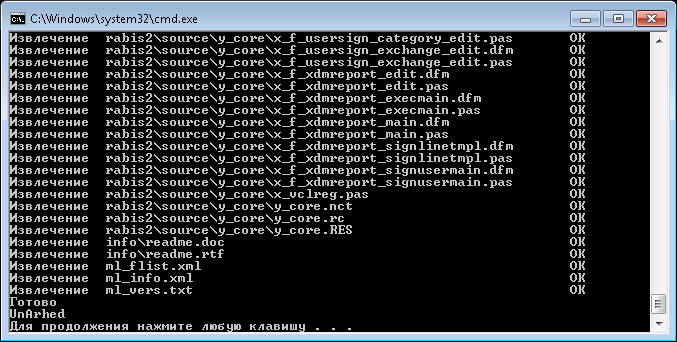 C:\Windows\system32\cmd.exe
Извлечение rabis2\source\y_core\x_f_usersign_category_edit.pas OK
Извлечение rabis2\source\y_core\x_f_usersign_exchange_edit.dfm OK
Извлечение rabis2\source\y_core\x_f_usersign_exchange_edit.pas OK
Извлечение rabis2\source\y_core\x_f_xdmreport_edit.dfm OK
Извлечение rabis2\source\y_core\x_f_xdmreport_edit.pas OK
Извлечение rabis2\source\y_core\x_f_xdmreport_execmain.dfm OK
Извлечение rabis2\source\y_core\x_f_xdmreport_execmain.pas OK
Извлечение rabis2\source\y_core\x_f_xdmreport_main.dfm OK
Извлечение rabis2\source\y_core\x_f_xdmreport_main.pas OK
Извлечение rabis2\source\y_core\x_f_xdmreport_signlinetmpl.dfm OK
Извлечение rabis2\source\y_core\x_f_xdmreport_signlinetmpl.pas OK
Извлечение rabis2\source\y_core\x_f_xdmreport_signusermain.dfm OK
Извлечение rabis2\source\y_core\x_f_xdmreport_signusermain.pas OK
Извлечение rabis2\source\y_core\x_vclreg.pas OK
Извлечение rabis2\source\y_core\y_core.nct OK
Извлечение rabis2\source\y_core\y_core.rc OK
Извлечение rabis2\source\y_core\y_core.RES OK
Извлечение info\readme.doc OK
Извлечение info\readme.rtf OK
Извлечение ml_flist.xml OK
Извлечение ml_info.xml OK
Извлечение ml_vers.txt OK
Готово
UnArhed
Для продолжения нажмите любую клавишу . . .